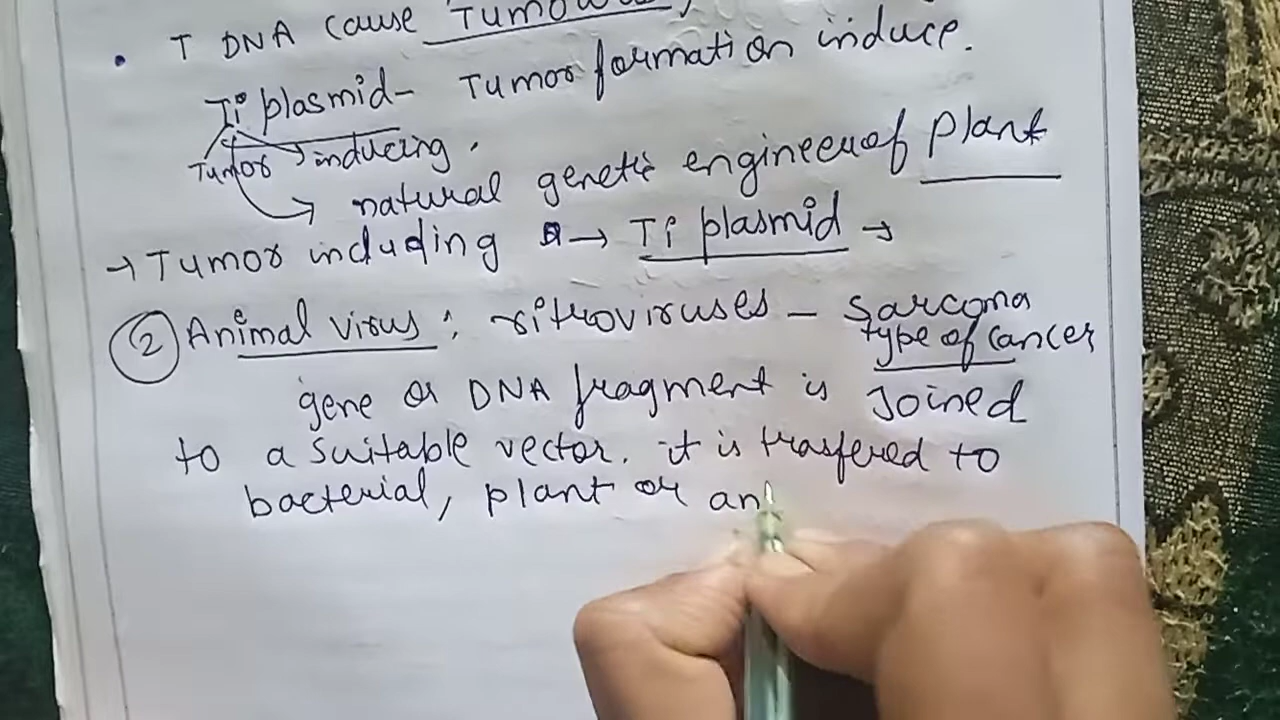 • T DNA cause Tumour
Ti plasmid - Tumor formation induce.
Tumor inducing.
→ natural genetic engineer of plant
→ Tumor including → Ti plasmid →
② Animal virus : ritroviruses - Sarcoma
type of cancer
gene or DNA fragment is Joined
to a suitable vector. it is trasfered to
bacterial, plant or an